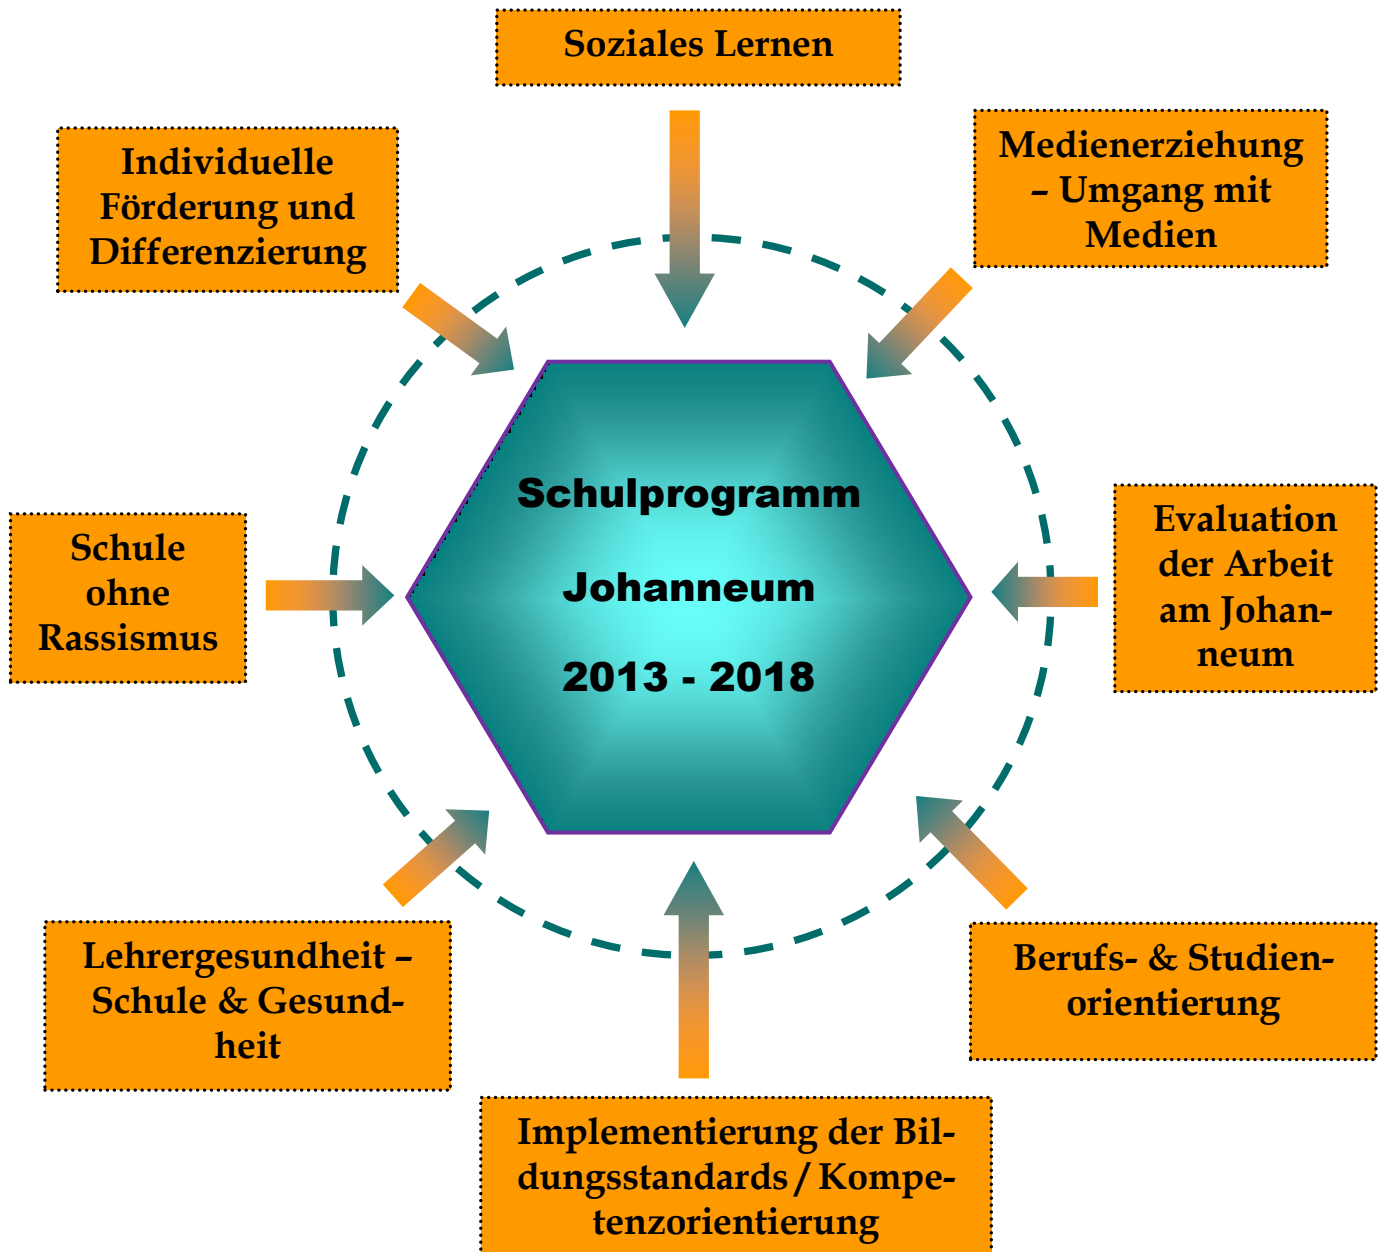 Soziales Lernen
Individuelle
Förderung und
Differenzierung
Medienerziehung
– Umgang mit
Medien
Schulprogramm
Johanneum
2013 - 2018
Schule
ohne
Rassismus
Evaluation
der Arbeit
am Johan-
neum
Lehrergesundheit –
Schule & Gesund-
heit
Berufs- & Studien-
orientierung
Implementierung der Bil-
dungsstandards / Kompe-
tenzorientierung